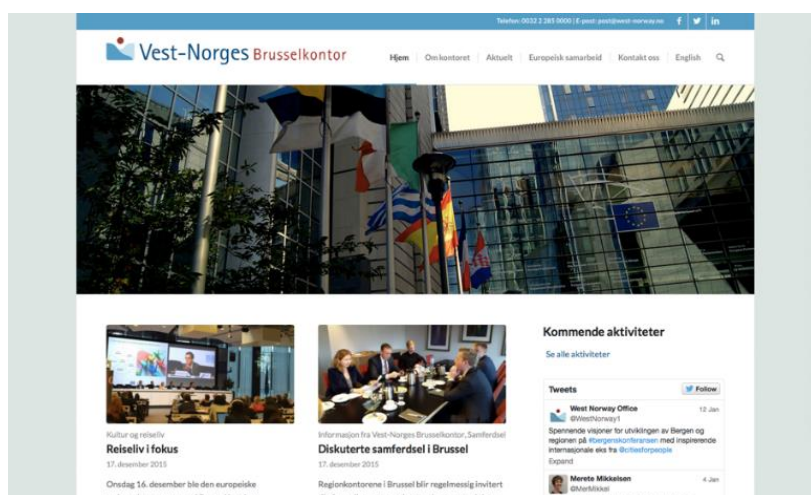 Telefon: 0032 2 285 0000 | E-post: post@west-norway.no
Vest-Norges Brusselkontor
Hjem Om kontoret Aktuelt Europeisk samarbeid Kontakt oss English
Kultur og reiseliv
Reiseliv i fokus
17. desember 2015
Onsdag 16. desember ble den europeiske
Informasjon fra Vest-Norges Brusselkontor, Samferdsel
Diskuterte samferdsel i Brussel
17. desember 2015
Regionkontorene i Brussel blir regelmessig invitert
Kommende aktiviteter
Se alle aktiviteter
Tweets Follow
West Norway Office 12 Jan
@WestNorway1
Spennende visjoner for utviklingen av Bergen og
regionen på #bergenskonferansen med inspirerende
internasjonale eks fra @citiesforpeople
Expand
Merete Mikkelsen 4 Jan
@MerMikkel